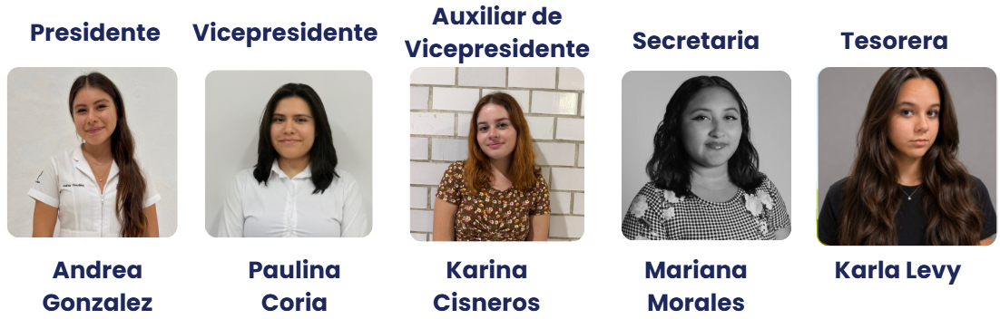 Presidente
Andrea
Gonzalez
Vicepresidente
Paulina
Coria
Auxiliar de
Vicepresidente
Karina
Cisneros
Secretaria
Mariana
Morales
Tesorera
Karla Levy